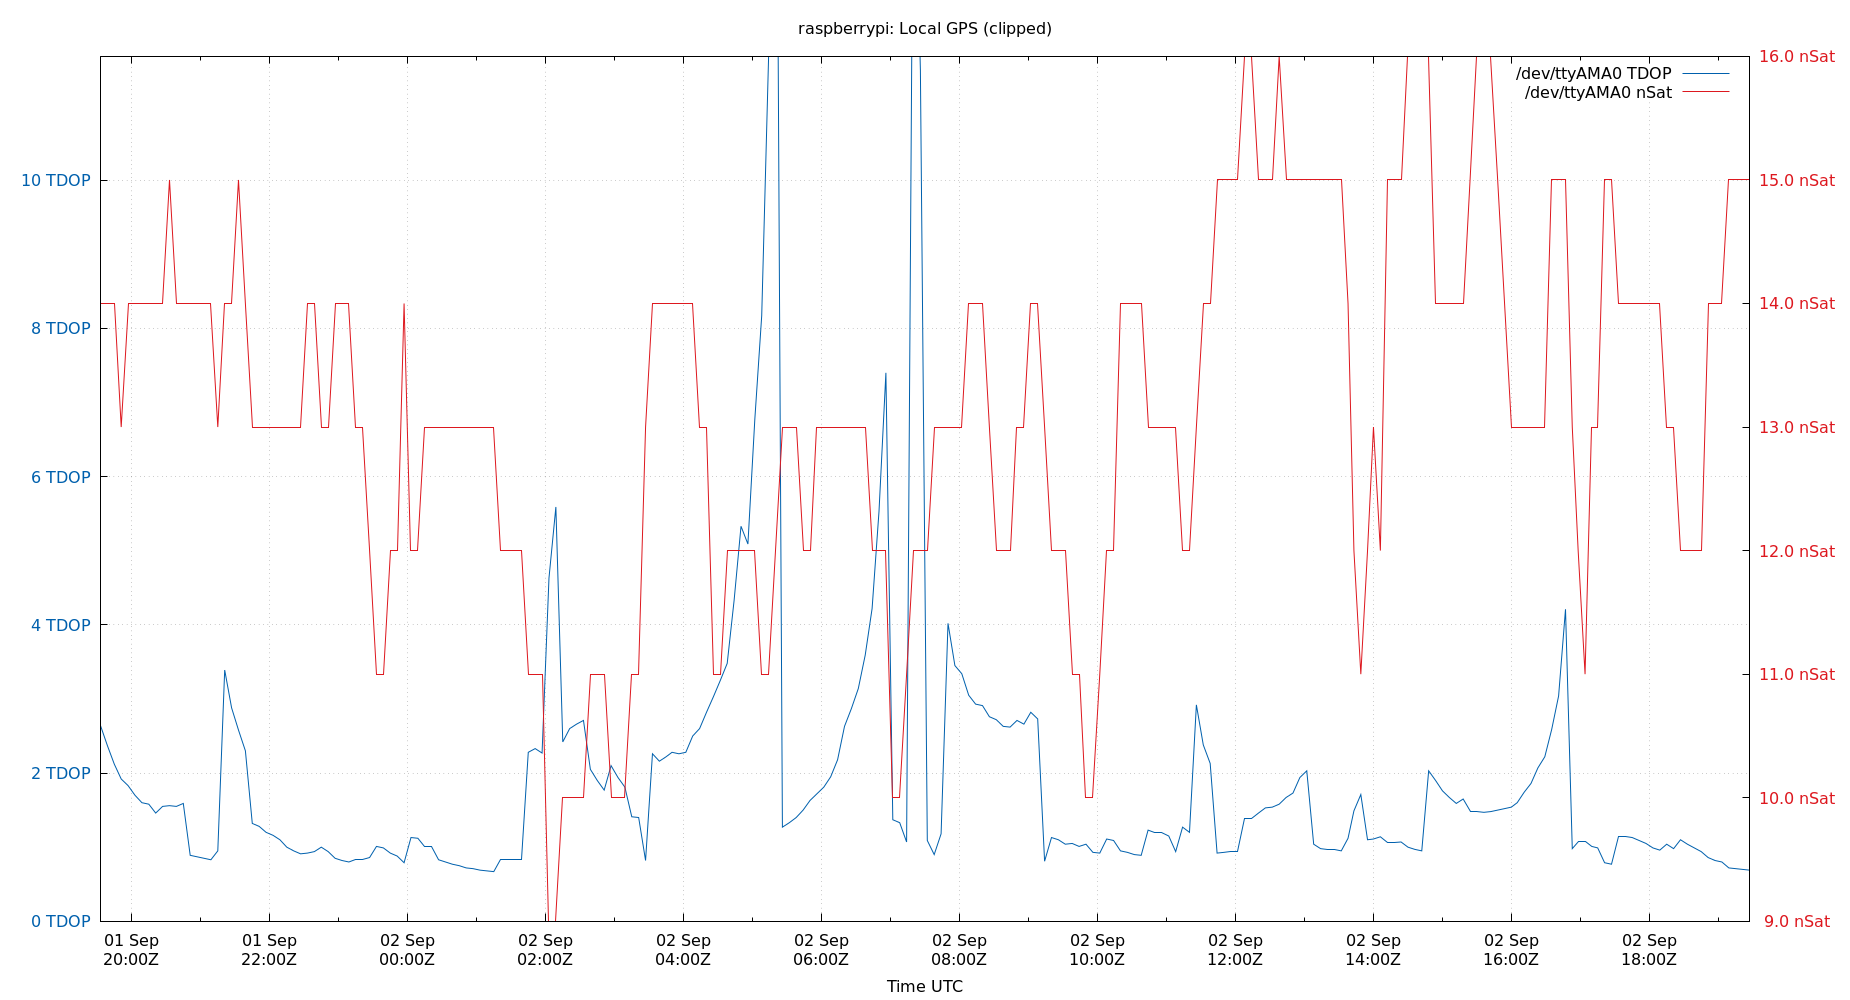 raspberrypi: Local GPS (clipped)
/dev/ttyAMA0 TDOP
/dev/ttyAMA0 nSat
10 TDOP
8 TDOP
6 TDOP
4 TDOP
2 TDOP
0 TDOP
16.0 nSat
15.0 nSat
14.0 nSat
13.0 nSat
12.0 nSat
11.0 nSat
10.0 nSat
9.0 nSat
01 Sep 01 Sep 02 Sep 02 Sep 02 Sep 02 Sep 02 Sep 02 Sep 02 Sep 02 Sep 02 Sep 02 Sep
20:00Z 22:00Z 00:00Z 02:00Z 04:00Z 06:00Z 08:00Z 10:00Z 12:00Z 14:00Z 16:00Z 18:00Z
Time UTC